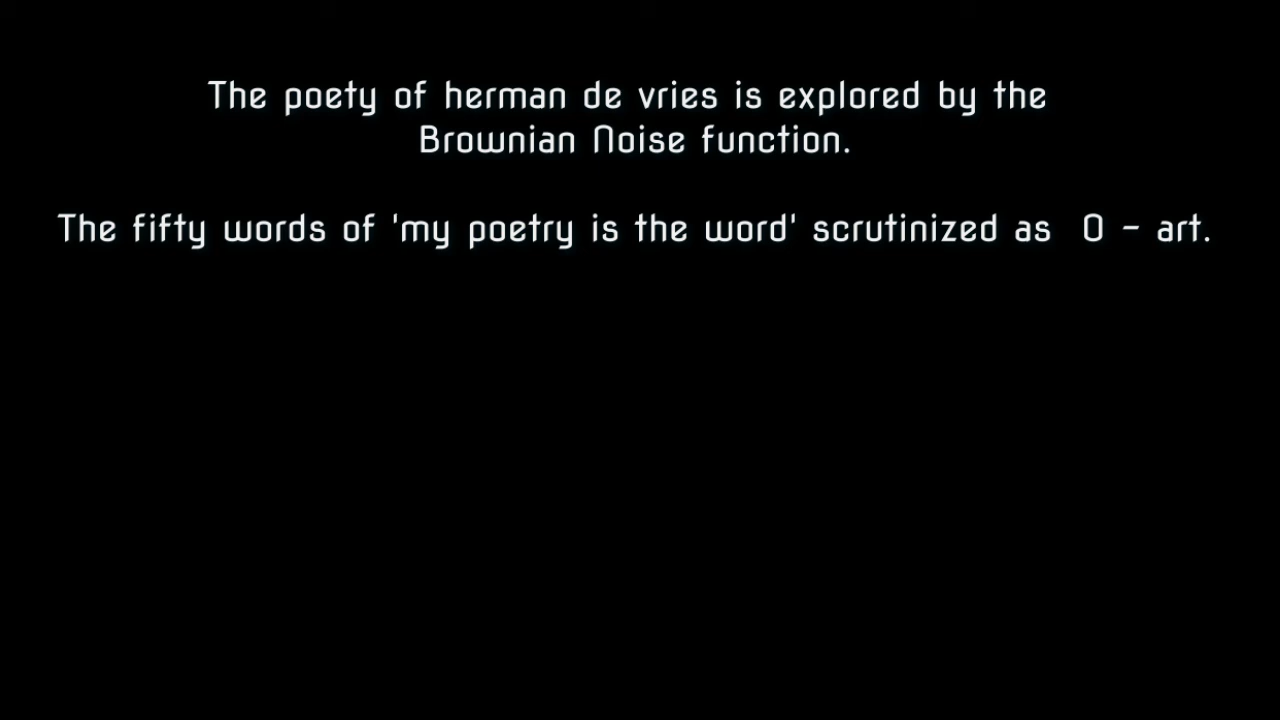 The poety of herman de vries is explored by the
Brownian Noise function.
The fifty words of 'my poetry is the word' scrutinized as  0 - art.